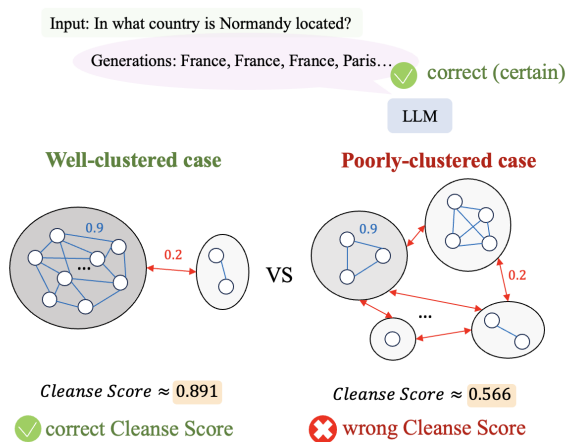 Input: In what country is Normandy located?
Generations: France, France, France, Paris...
correct (certain)
LLM
Well-clustered case
Poorly-clustered case
0.9
...
0.2
VS
0.9
0.2
...
Cleanse Score ≈ 0.891
Cleanse Score ≈ 0.566
correct Cleanse Score
wrong Cleanse Score